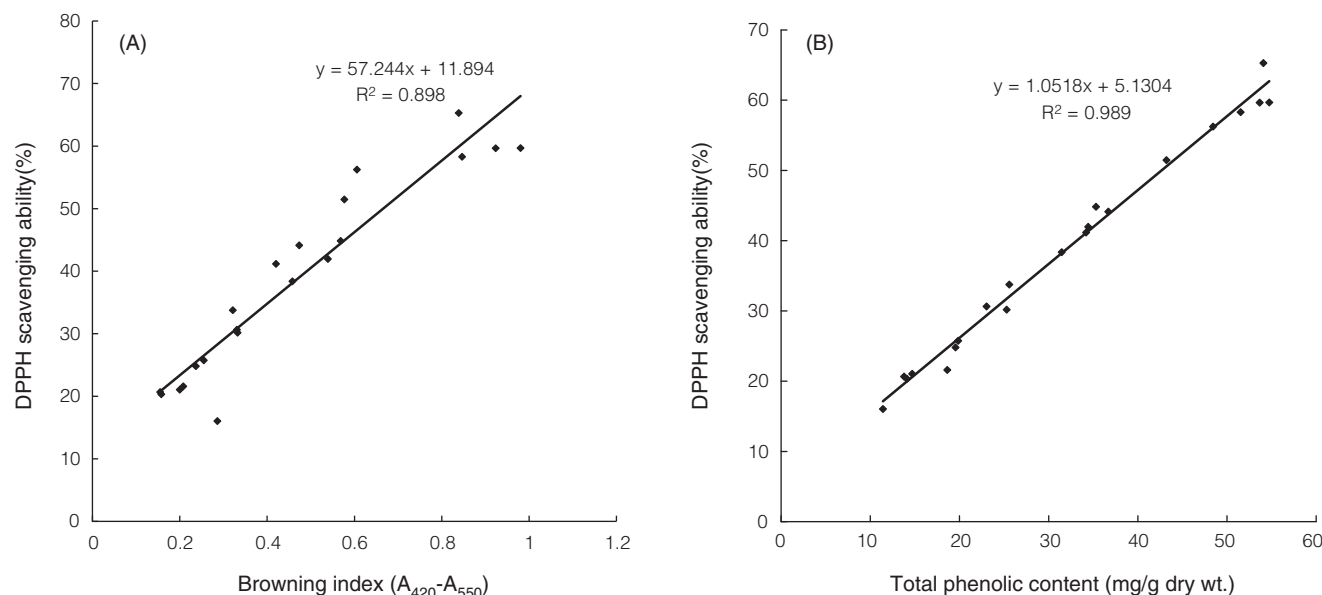 (A)
y = 57.244x + 11.894
R² = 0.898
DPPH scavenging ability(%)
80
70
60
50
40
30
20
10
0
0 0.2 0.4 0.6 0.8 1 1.2
Browning index (A₄₂₀-A₅₅₀)
(B)
y = 1.0518x + 5.1304
R² = 0.989
DPPH scavenging ability(%)
70
60
50
40
30
20
10
0
0 10 20 30 40 50 60
Total phenolic content (mg/g dry wt.)